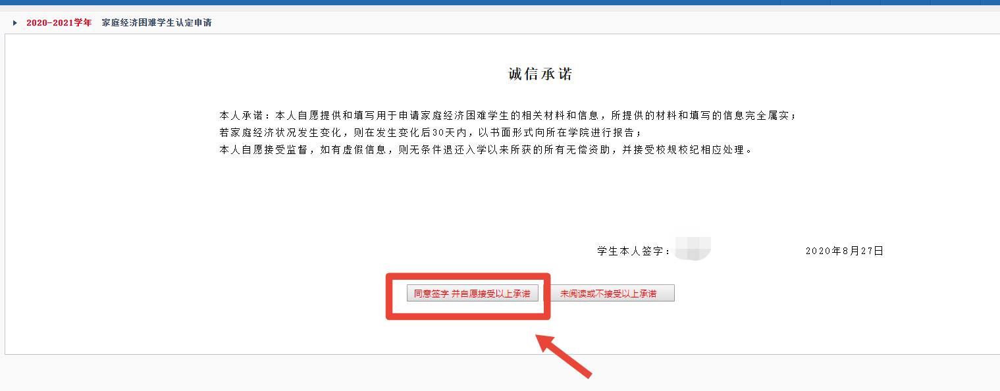 2020-2021学年 家庭经济困难学生认定申请
诚信承诺
本人承诺：本人自愿提供和填写用于申请家庭经济困难学生的相关材料和信息，所提供的材料和填写的信息完全属实；
若家庭经济状况发生变化，则在发生变化后30天内，以书面形式向所在学院进行报告；
本人自愿接受监督，如有虚假信息，则无条件退还入学以来所获的所有无偿资助，并接受校规校纪相应处理。
学生本人签字： 2020年8月27日
同意签字 并自愿接受以上承诺 未阅读或不接受以上承诺